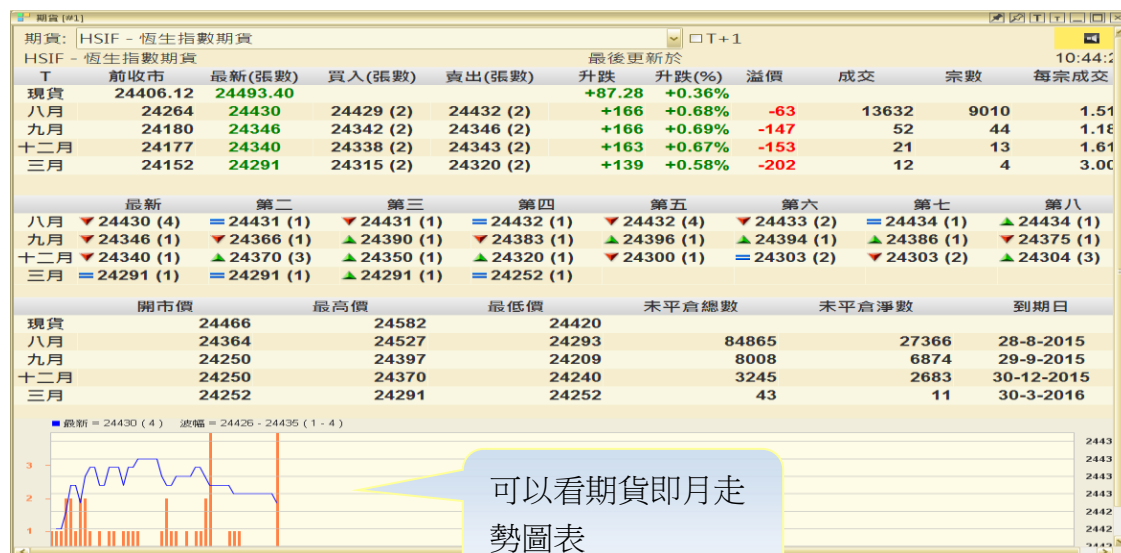 期貨 [#1]
期貨: HSIF - 恆生指數期貨 T+1
HSIF - 恆生指數期貨 最後更新於 10:44:2
T 前收市 最新(張數) 買入(張數) 賣出(張數) 升跌 升跌(%) 溢價 成交 宗數 每宗成交
現貨 24406.12 24493.40 +87.28 +0.36%
八月 24264 24430 24429 (2) 24432 (2) +166 +0.68% -63 13632 9010 1.51
九月 24180 24346 24342 (2) 24346 (2) +166 +0.69% -147 52 44 1.18
十二月 24177 24340 24338 (2) 24343 (2) +163 +0.67% -153 21 13 1.61
三月 24152 24291 24315 (2) 24320 (2) +139 +0.58% -202 12 4 3.00
最新 第二 第三 第四 第五 第六 第七 第八
八月 24430 (4) 24431 (1) 24431 (1) 24432 (1) 24432 (4) 24433 (2) 24434 (1) 24434 (1)
九月 24346 (1) 24366 (1) 24390 (1) 24383 (1) 24396 (1) 24394 (1) 24386 (1) 24375 (1)
十二月 24340 (1) 24370 (3) 24350 (1) 24320 (1) 24300 (1) 24303 (2) 24303 (2) 24304 (3)
三月 24291 (1) 24291 (1) 24291 (1) 24252 (1)
開市價 最高價 最低價 未平倉總數 未平倉淨數 到期日
現貨 24466 24582 24420
八月 24364 24527 24293 84865 27366 28-8-2015
九月 24250 24397 24209 8008 6874 29-9-2015
十二月 24250 24370 24240 3245 2683 30-12-2015
三月 24252 24291 24252 43 11 30-3-2016
最新 = 24430 ( 4 ) 波幅 = 24426 - 24435 ( 1 - 4 )
2443
2443
3
2443
2443
2
2442
2442
1
可以看期貨即月走
勢圖表